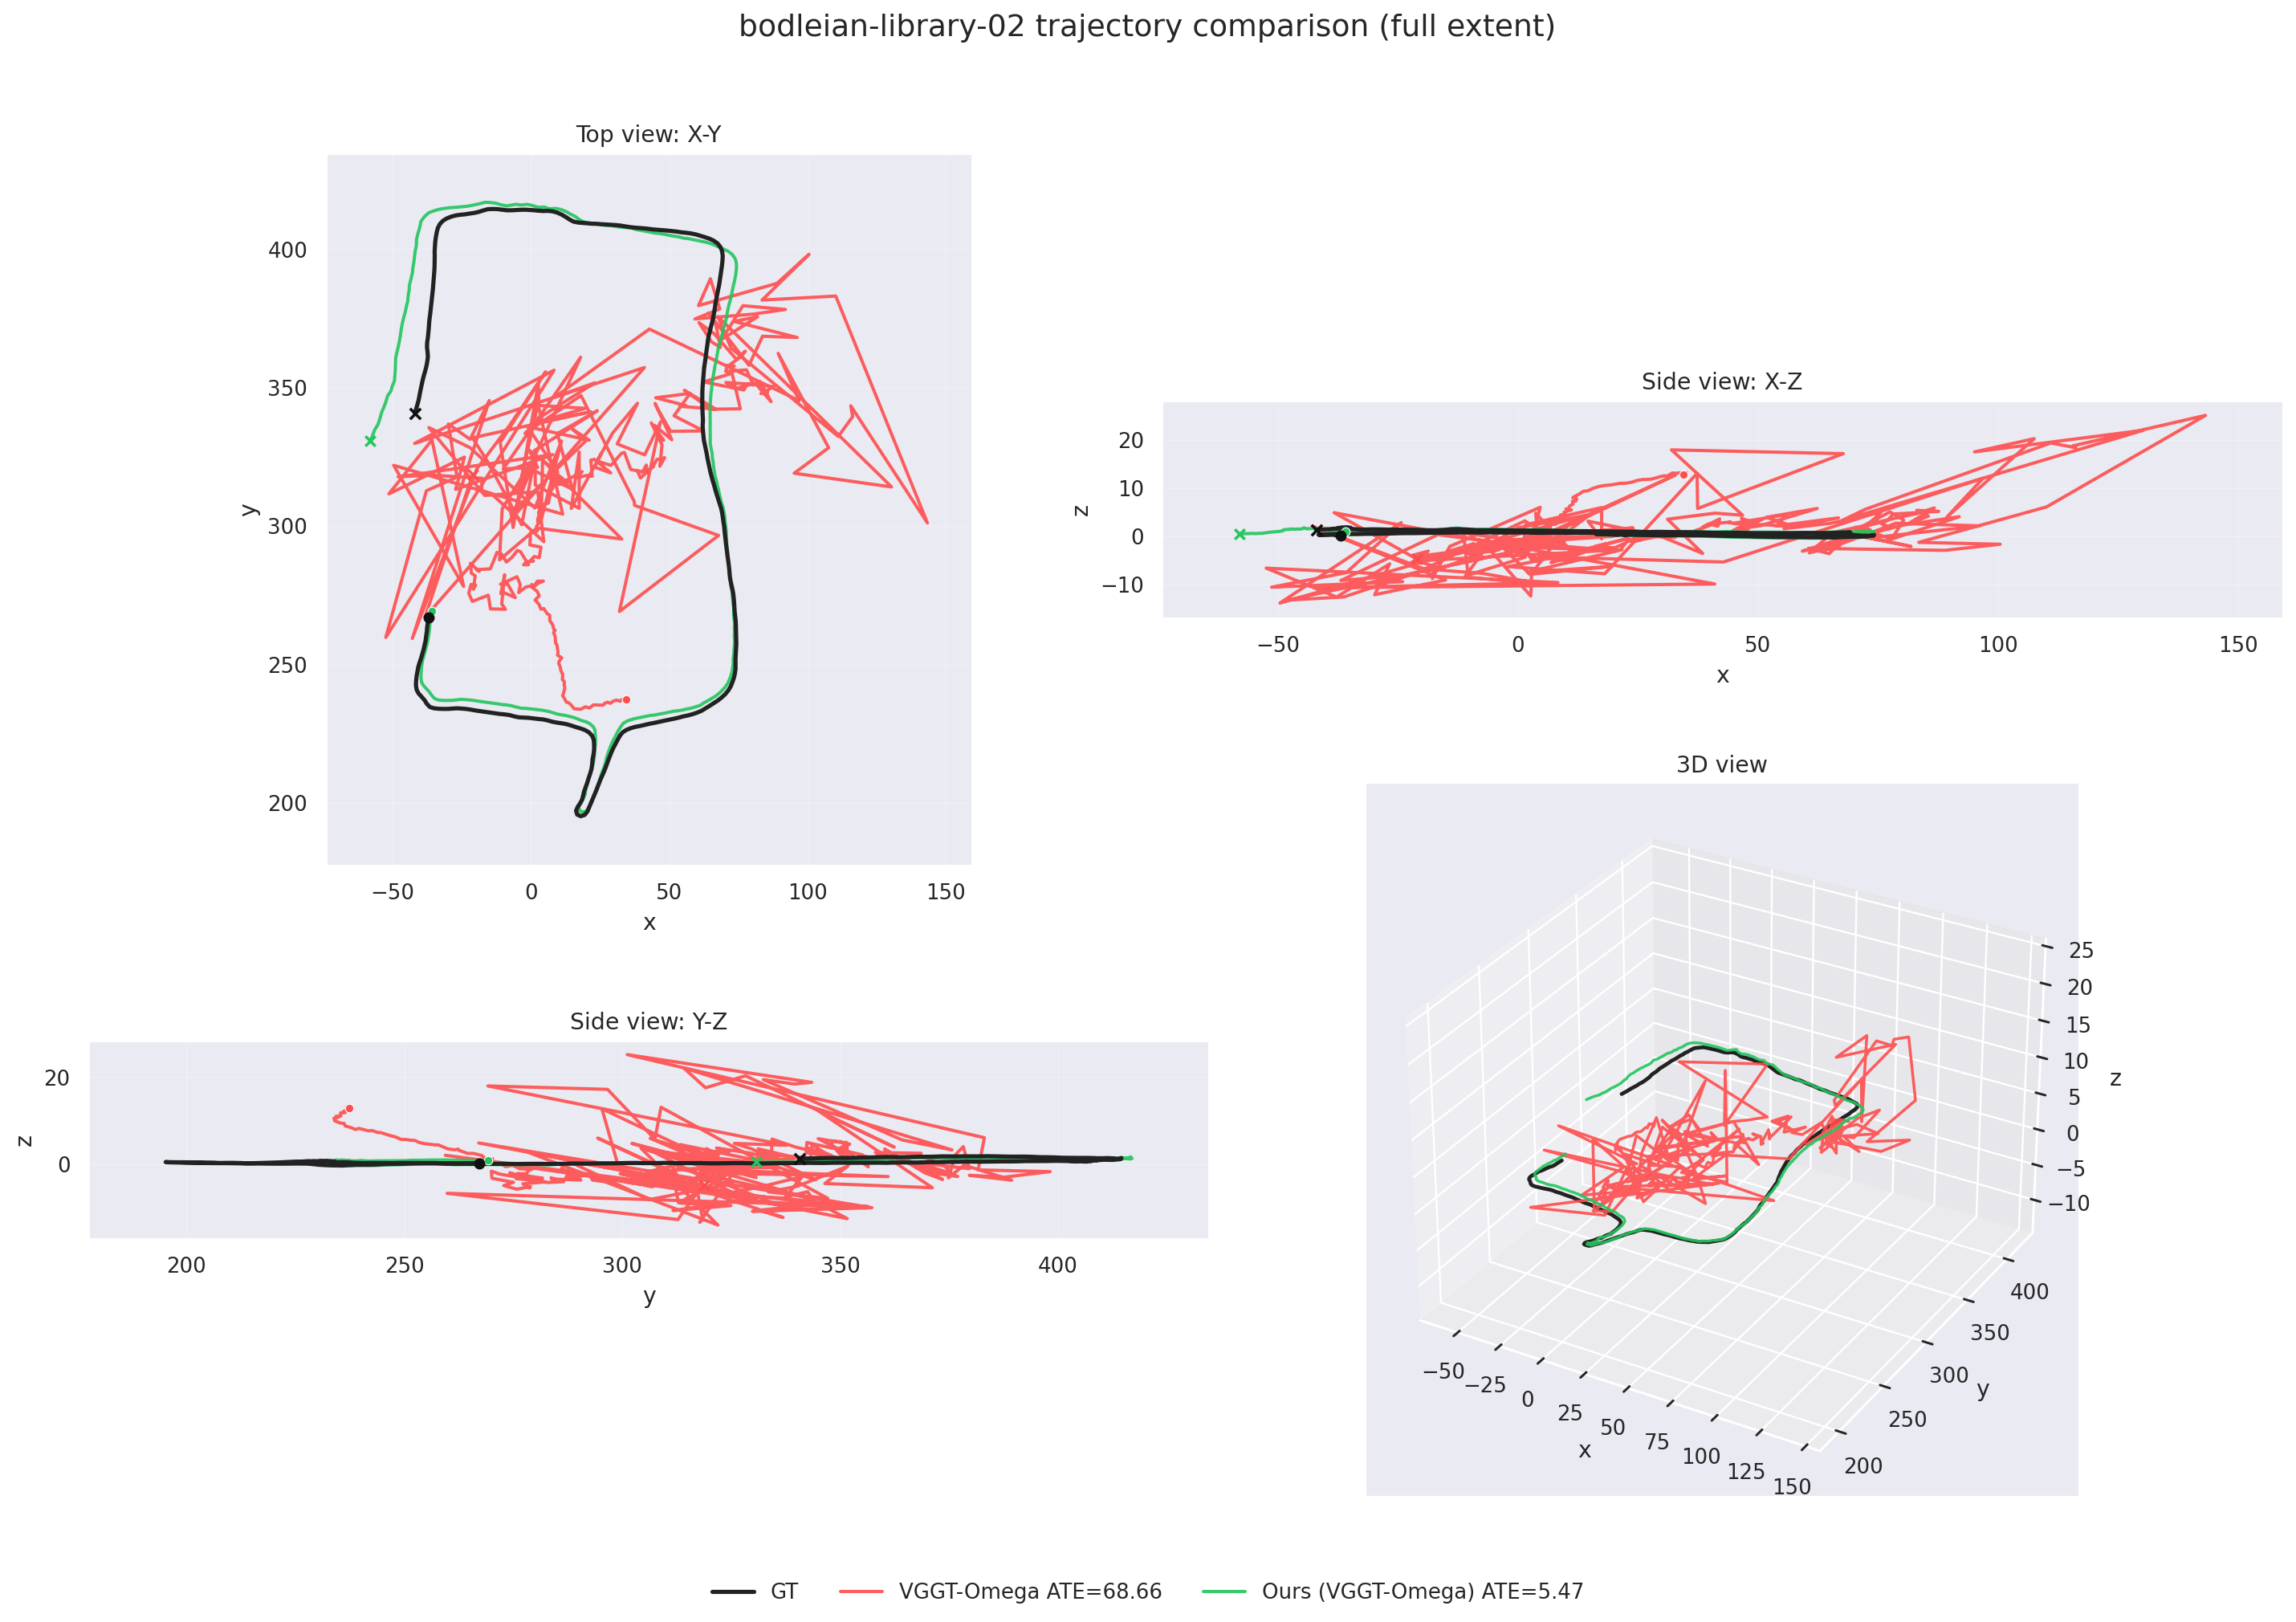 bodleian-library-02 trajectory comparison (full extent)
Top view: X-Y
400
350
300
250
200
y
−50 0 50 100 150
x
Side view: X-Z
20
10
0
−10
z
−50 0 50 100 150
x
Side view: Y-Z
20
0
z
200 250 300 350 400
y
3D view
25
20
15
10
5
0
−5
−10
z
400
350
300
250
200
y
−50
−25
0
25
50
75
100
125
150
x
GT VGGT-Omega ATE=68.66 Ours (VGGT-Omega) ATE=5.47